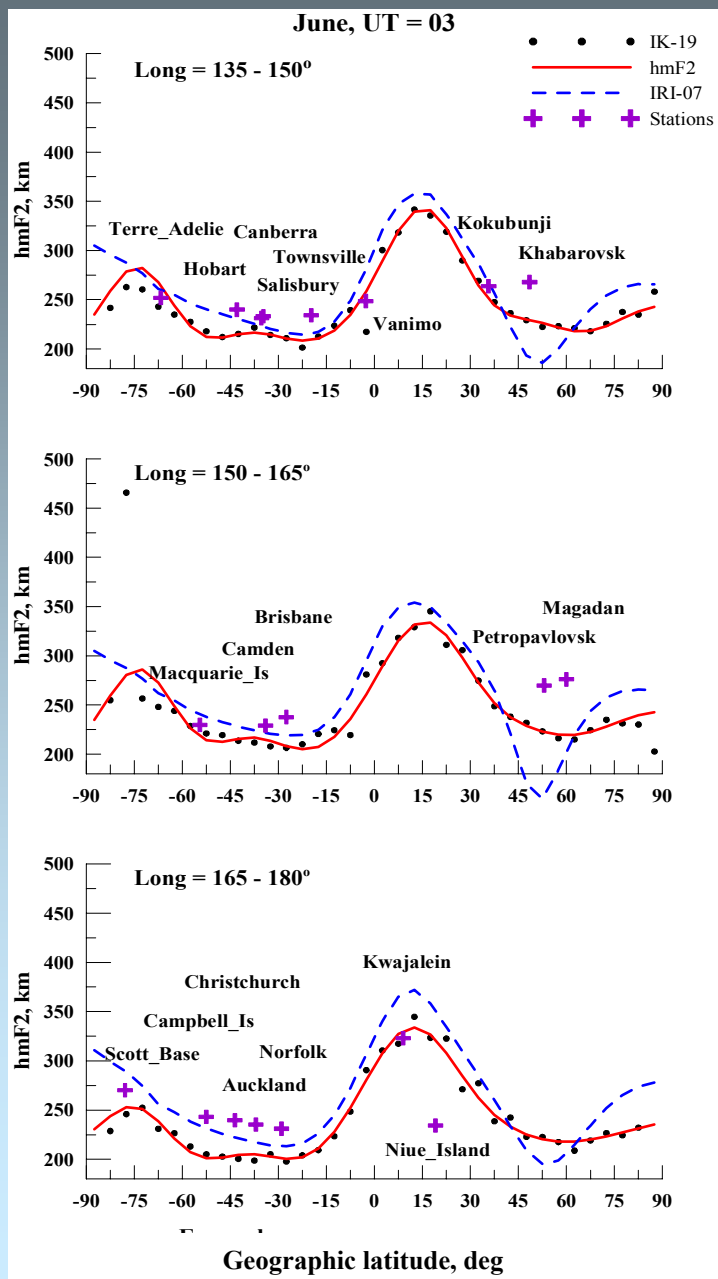 June, UT = 03
IK-19
hmF2
IRI-07
Stations
Long = 135 - 150º
500
450
400
350
300
250
200
hmF2, km
Terre_Adelie
Canberra
Hobart
Townsville
Salisbury
Vanimo
Kokubunji
Khabarovsk
-90 -75 -60 -45 -30 -15 0 15 30 45 60 75 90
Long = 150 - 165º
500
450
400
350
300
250
200
hmF2, km
Brisbane
Camden
Macquarie_Is
Magadan
Petropavlovsk
-90 -75 -60 -45 -30 -15 0 15 30 45 60 75 90
Long = 165 - 180º
500
450
400
350
300
250
200
hmF2, km
Kwajalein
Christchurch
Campbell_Is
Scott_Base
Norfolk
Auckland
Niue_Island
-90 -75 -60 -45 -30 -15 0 15 30 45 60 75 90
Geographic latitude, deg